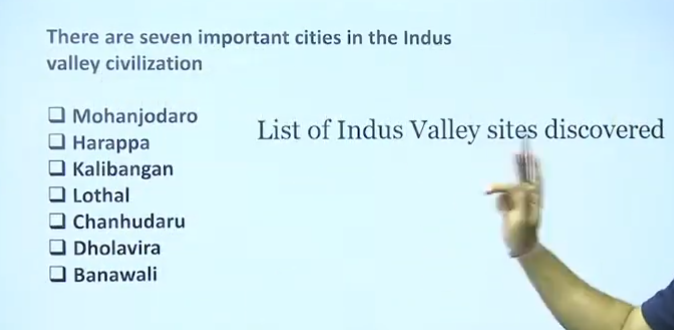 There are seven important cities in the Indus
valley civilization
Mohanjodaro
Harappa
Kalibangan
Lothal
Chanhudaru
Dholavira
Banawali
List of Indus Valley sites discovered